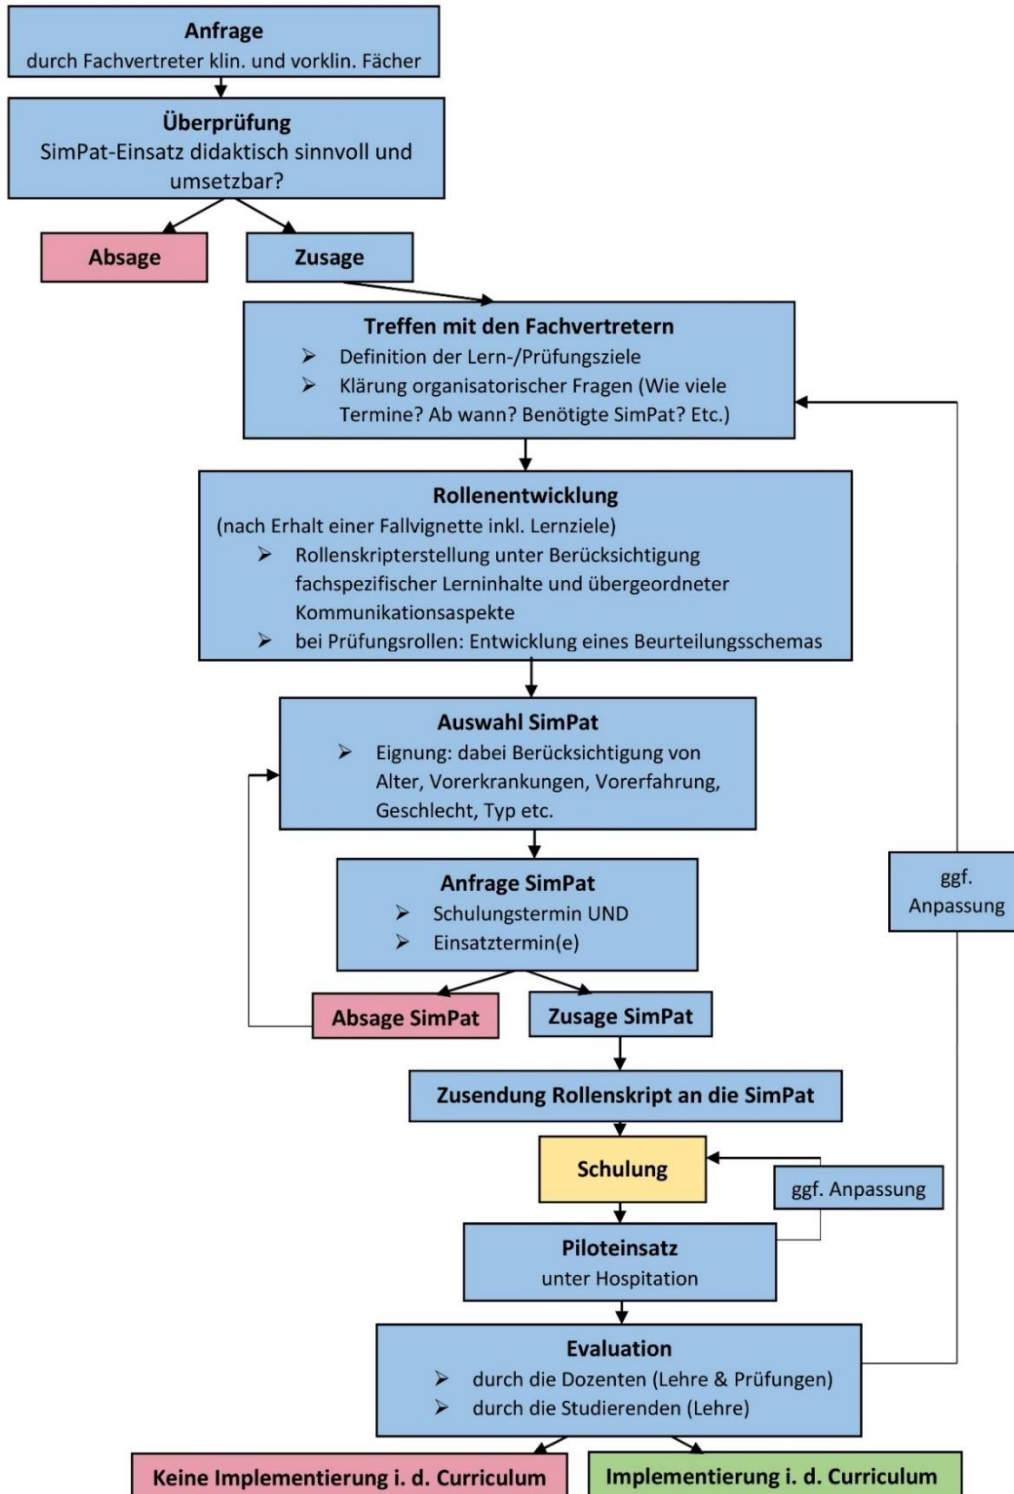 Anfrage
durch Fachvertreter klin. und vorklin. Fächer
Überprüfung
SimPat-Einsatz didaktisch sinnvoll und
umsetzbar?
Absage
Zusage
Treffen mit den Fachvertretern
➢ Definition der Lern-/Prüfungsziele
➢ Klärung organisatorischer Fragen (Wie viele
Termine? Ab wann? Benötigte SimPat? Etc.)
Rollenentwicklung
(nach Erhalt einer Fallvignette inkl. Lernziele)
➢ Rollenskripterstellung unter Berücksichtigung
fachspezifischer Lerninhalte und übergeordneter
Kommunikationsaspekte
➢ bei Prüfungsrollen: Entwicklung eines Beurteilungsschemas
Auswahl SimPat
➢ Eignung: dabei Berücksichtigung von
Alter, Vorerkrankungen, Vorerfahrung,
Geschlecht, Typ etc.
Anfrage SimPat
➢ Schulungstermin UND
➢ Einsatztermin(e)
ggf.
Anpassung
Absage SimPat
Zusage SimPat
Zusendung Rollenskript an die SimPat
Schulung
ggf. Anpassung
Piloteinsatz
unter Hospitation
Evaluation
➢ durch die Dozenten (Lehre & Prüfungen)
➢ durch die Studierenden (Lehre)
Keine Implementierung i. d. Curriculum
Implementierung i. d. Curriculum